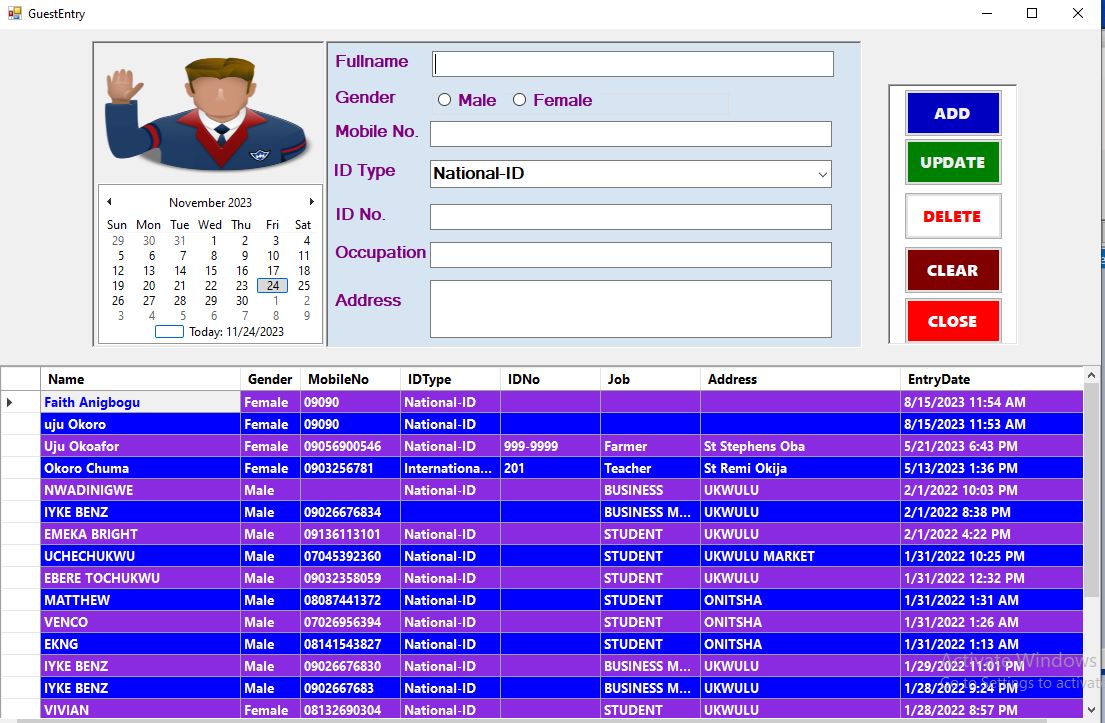 GuestEntry
Fullname
Gender Male Female
Mobile No.
ID Type National-ID
ID No.
Occupation
Address
ADD
UPDATE
DELETE
CLEAR
CLOSE
November 2023
Sun Mon Tue Wed Thu Fri Sat
29 30 31 1 2 3 4
5 6 7 8 9 10 11
12 13 14 15 16 17 18
19 20 21 22 23 24 25
26 27 28 29 30 1 2
3 4 5 6 7 8 9
Today: 11/24/2023
Name Gender MobileNo IDType IDNo Job Address EntryDate
Faith Anigbogu Female 09090 National-ID 8/15/2023 11:54 AM
uju Okoro Female 09090 National-ID 8/15/2023 11:53 AM
Uju Okoafor Female 09056900546 National-ID 999-9999 Farmer St Stephens Oba 5/21/2023 6:43 PM
Okoro Chuma Female 0903256781 Internationa... 201 Teacher St Remi Okija 5/13/2023 1:36 PM
NWADINIGWE Male National-ID BUSINESS UKWULU 2/1/2022 10:03 PM
IYKE BENZ Male 09026676834 BUSINESS M... UKWULU 2/1/2022 8:38 PM
EMEKA BRIGHT Male 09136113101 National-ID STUDENT UKWULU 2/1/2022 4:22 PM
UCHECHUKWU Male 07045392360 National-ID STUDENT UKWULU MARKET 1/31/2022 10:25 PM
EBERE TOCHUKWU Male 09032358059 National-ID STUDENT UKWULU 1/31/2022 12:32 PM
MATTHEW Male 08087441372 National-ID STUDENT ONITSHA 1/31/2022 1:31 AM
VENCO Male 07026956394 National-ID STUDENT ONITSHA 1/31/2022 1:26 AM
EKNG Male 08141543827 National-ID STUDENT ONITSHA 1/31/2022 1:13 AM
IYKE BENZ Male 09026676830 National-ID BUSINESS M... UKWULU 1/29/2022 11:01 PM
IYKE BENZ Male 0902667683 National-ID BUSINESS M... UKWULU 1/28/2022 9:24 PM
VIVIAN Female 08132690304 National-ID STUDENT UKWULU 1/28/2022 8:57 PM
Activate Windows
Go to Settings to activat